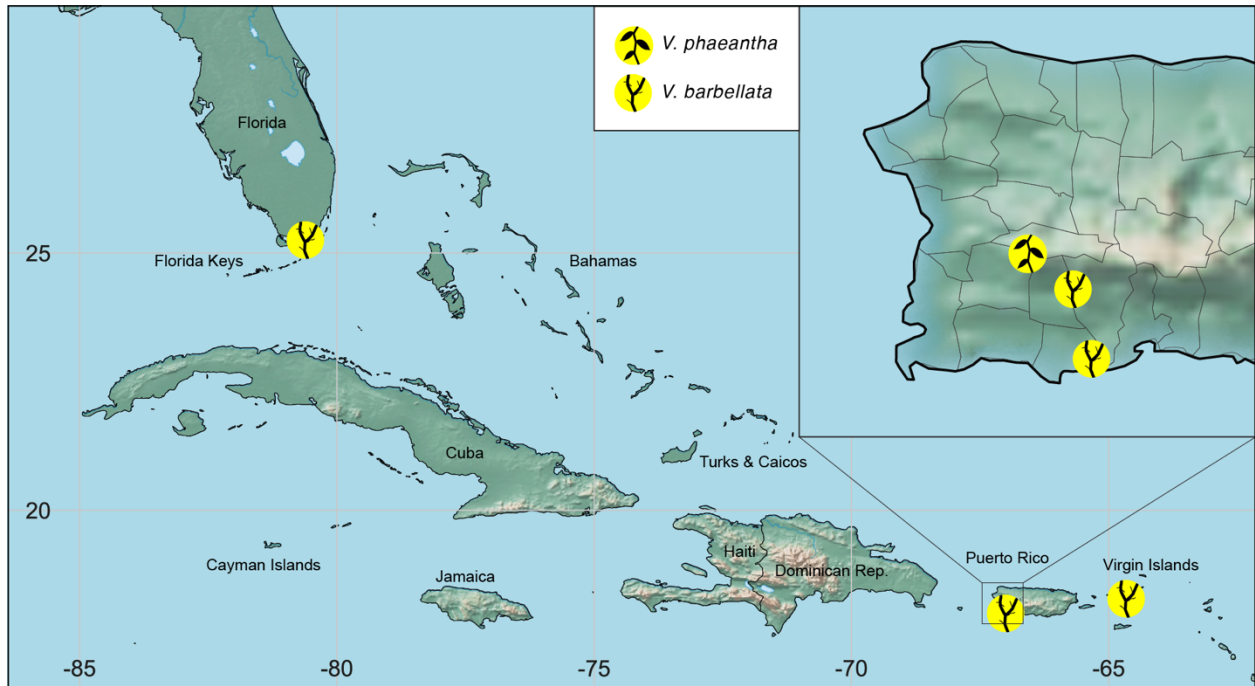 V. phaeantha
V. barbellata
Florida
Florida Keys
25
Bahamas
Cuba
Turks & Caicos
20
Cayman Islands
Jamaica
Haiti
Dominican Rep.
Puerto Rico
Virgin Islands
-85
-80
-75
-70
-65